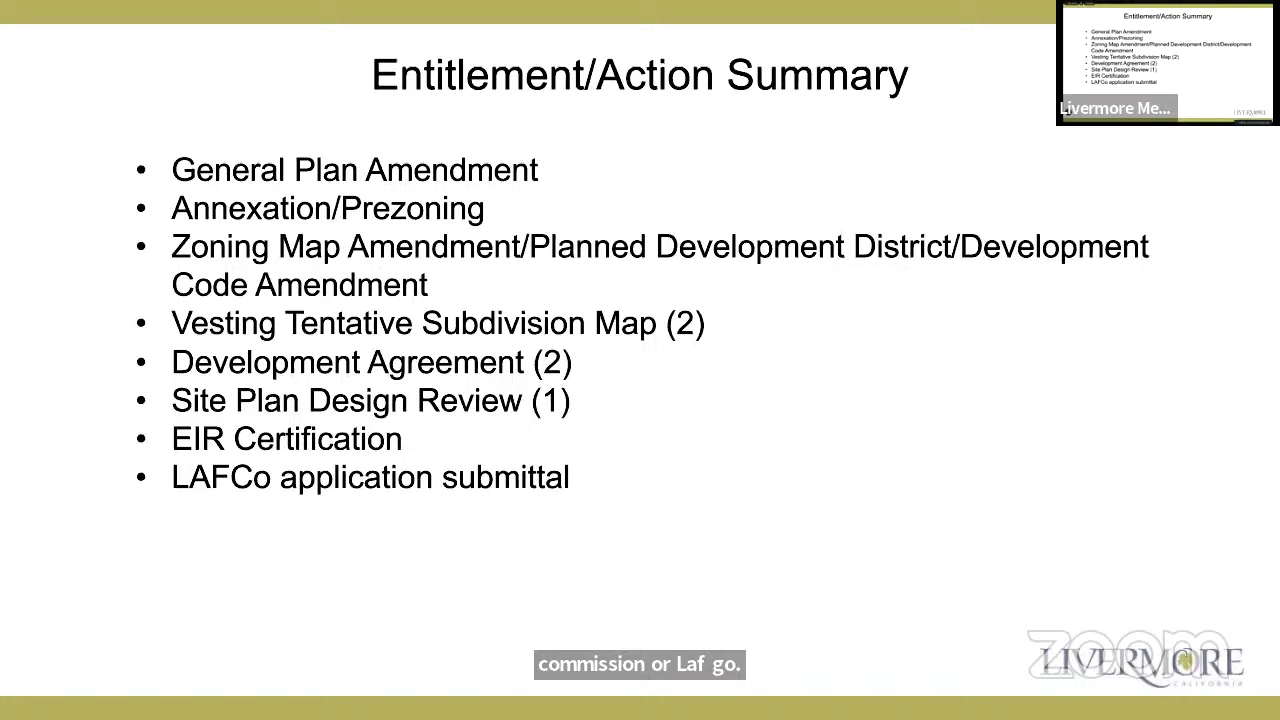 Entitlement/Action Summary
• General Plan Amendment
• Annexation/Prezoning
• Zoning Map Amendment/Planned Development District/Development
Code Amendment
• Vesting Tentative Subdivision Map (2)
• Development Agreement (2)
• Site Plan Design Review (1)
• EIR Certification
• LAFCo application submittal
Entitlement/Action Summary
• General Plan Amendment
• Annexation/Prezoning
• Zoning Map Amendment/Planned Development District/Development
Code Amendment
• Vesting Tentative Subdivision Map (2)
• Development Agreement (2)
• Site Plan Design Review (1)
• EIR Certification
• LAFCo application submittal
LIVERMORE
Livermore Me...
commission or Laf go.
zoom
LIVERMORE
CALIFORNIA